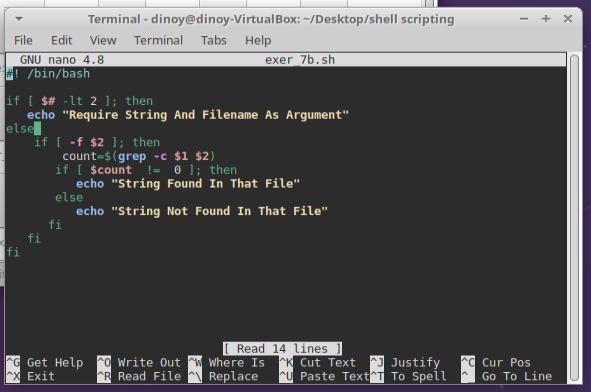 Terminal - dinoy@dinoy-VirtualBox: ~/Desktop/shell scripting
File Edit View Terminal Tabs Help
GNU nano 4.8 exer_7b.sh
#! /bin/bash
if [ $# -lt 2 ]; then
echo "Require String And Filename As Argument"
else
if [ -f $2 ]; then
count=$(grep -c $1 $2)
if [ $count != 0 ]; then
echo "String Found In That File"
else
echo "String Not Found In That File"
fi
fi
fi
[ Read 14 lines ]
^G Get Help ^O Write Out ^W Where Is ^K Cut Text ^J Justify ^C Cur Pos
^X Exit ^R Read File ^\ Replace ^U Paste Text ^T To Spell ^_ Go To Line